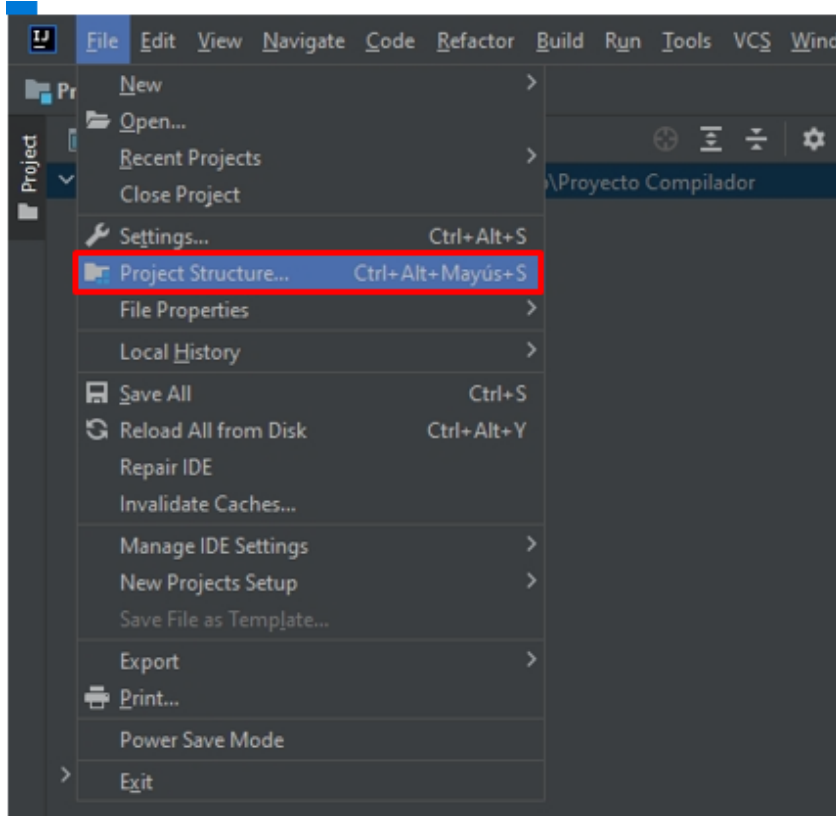 IJ File Edit View Navigate Code Refactor Build Run Tools VCS Wind
Pr
Project
\Proyecto Compilador
New
Open...
Recent Projects
Close Project
Settings... Ctrl+Alt+S
Project Structure... Ctrl+Alt+Mayús+S
File Properties
Local History
Save All Ctrl+S
Reload All from Disk Ctrl+Alt+Y
Repair IDE
Invalidate Caches...
Manage IDE Settings
New Projects Setup
Save File as Template...
Export
Print...
Power Save Mode
Exit